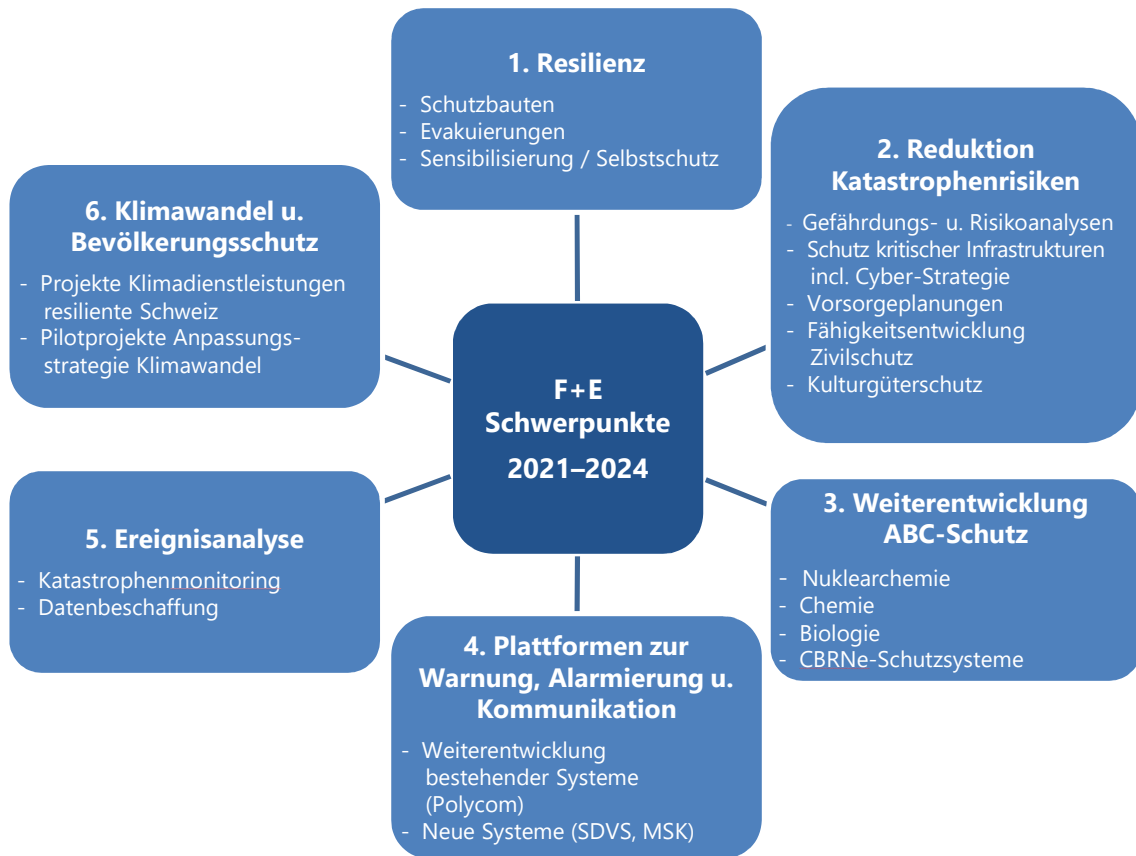 1. Resilienz
- Schutzbauten
- Evakuierungen
- Sensibilisierung / Selbstschutz
2. Reduktion
Katastrophenrisiken
- Gefährdungs- u. Risikoanalysen
- Schutz kritischer Infrastrukturen
incl. Cyber-Strategie
- Vorsorgeplanungen
- Fähigkeitsentwicklung
Zivilschutz
- Kulturgüterschutz
3. Weiterentwicklung
ABC-Schutz
- Nuklearchemie
- Chemie
- Biologie
- CBRNe-Schutzsysteme
4. Plattformen zur
Warnung, Alarmierung u.
Kommunikation
- Weiterentwicklung
bestehender Systeme
(Polycom)
- Neue Systeme (SDVS, MSK)
5. Ereignisanalyse
- Katastrophenmonitoring
- Datenbeschaffung
6. Klimawandel u.
Bevölkerungsschutz
- Projekte Klimadienstleistungen
resiliente Schweiz
- Pilotprojekte Anpassungs-
strategie Klimawandel
F+E
Schwerpunkte
2021–2024